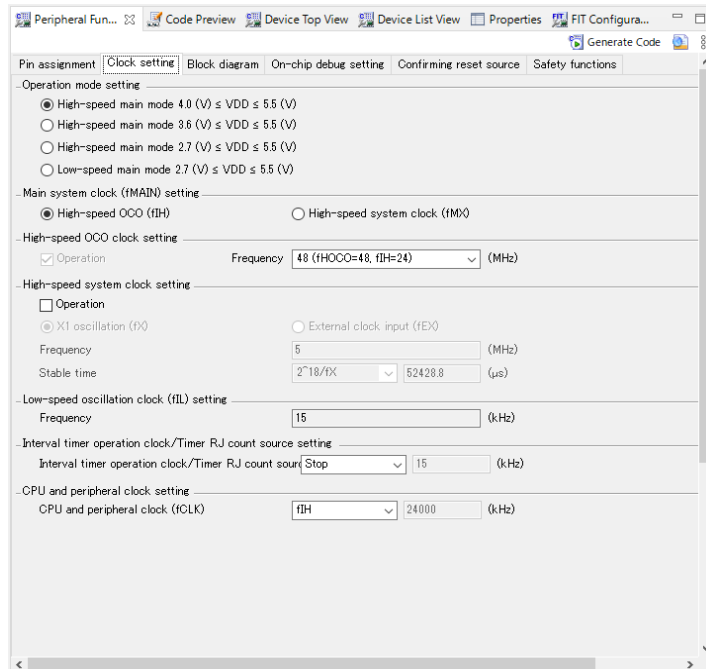 Peripheral Fun... Code Preview Device Top View Device List View Properties FIT Configura...
Generate Code
Pin assignment Clock setting Block diagram On-chip debug setting Confirming reset source Safety functions
Operation mode setting
High-speed main mode 4.0 (V) ≤ VDD ≤ 5.5 (V)
High-speed main mode 3.6 (V) ≤ VDD ≤ 5.5 (V)
High-speed main mode 2.7 (V) ≤ VDD ≤ 5.5 (V)
Low-speed main mode 2.7 (V) ≤ VDD ≤ 5.5 (V)
Main system clock (fMAIN) setting
High-speed OCO (fIH) High-speed system clock (fMX)
High-speed OCO clock setting
Operation Frequency 48 (fHOCO=48, fIH=24) (MHz)
High-speed system clock setting
Operation
X1 oscillation (fX) External clock input (fEX)
Frequency 5 (MHz)
Stable time 2^18/fX 52428.8 (μs)
Low-speed oscillation clock (fIL) setting
Frequency 15 (kHz)
Interval timer operation clock/Timer RJ count source setting
Interval timer operation clock/Timer RJ count sour Stop 15 (kHz)
CPU and peripheral clock setting
CPU and peripheral clock (fCLK) fIH 24000 (kHz)